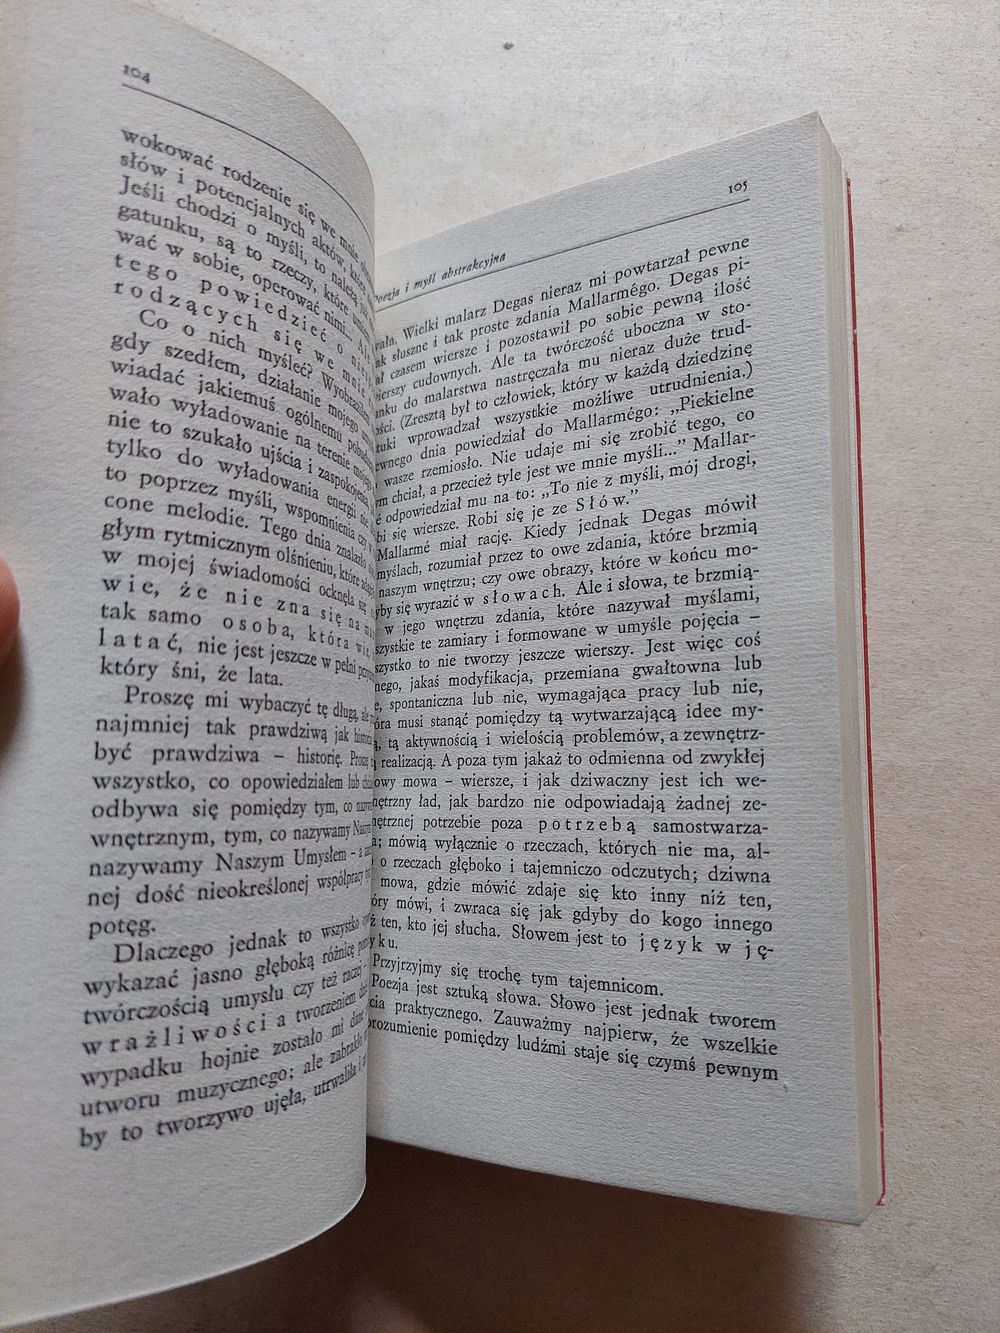 104
wokować rodzenie się we mnie
słów i potencjalnych aktów,
Jeśli chodzi o myśli, to należą
gatunku, są to rzeczy, które
wać w sobie, operować nimi... Ale
tego powiedzieć o
rodzących się we mnie
Co o nich myśleć? Wyobraziłem
gdy szedłem, działanie mojego
wiadać jakiemuś ogólnemu
wało wyładowanie na terenie mojego
nie to szukało ujścia i zaspokojenia,
tylko do wyładowania energii nie
to poprzez myśli, wspomnienia czy
cone melodie. Tego dnia znalazło
głym rytmicznym olśnieniu, które
w mojej świadomości ocknęła się
wie, że nie zna się na
tak samo osoba, która wie,
latać, nie jest jeszcze w pełni
który śni, że lata.
Proszę mi wybaczyć tę długą, ale
najmniej tak prawdziwą jak historia
być prawdziwa – historię. Proszę
wszystko, co opowiedziałem lub
odbywa się pomiędzy tym, co
wnętrznym, tym, co nazywamy Naszym
nazywamy Naszym Umysłem – a
nej dość nieokreślonej współpracy
potęg.
Dlaczego jednak to wszystko
wykazać jasno głęboką różnicę
twórczością umysłu czy też raczej
wrażliwości a tworzeniem
wypadku hojnie zostało mi dane
utworu muzycznego; ale zabrakło
by to tworzywo ujęła, utrwaliła i
105
Poezja i myśl abstrakcyjna
Wielki malarz Degas nieraz mi powtarzał pewne
słuszne i tak proste zdania Mallarmégo. Degas pi-
czasem wiersze i pozostawił po sobie pewną ilość
cudownych. Ale ta twórczość uboczna w sto-
do malarstwa nastręczała mu nieraz duże trud-
(Zresztą był to człowiek, który w każdą dziedzinę
wprowadzał wszystkie możliwe utrudnienia.)
dnia powiedział do Mallarmégo: „Piekielne
wasze rzemiosło. Nie udaje mi się zrobić tego, co
chciał, a przecież tyle jest we mnie myśli...” Mallar-
odpowiedział mu na to: „To nie z myśli, mój drogi,
się wiersze. Robi się je ze Słów.”
Mallarmé miał rację. Kiedy jednak Degas mówił
myślach, rozumiał przez to owe zdania, które brzmią
naszym wnętrzu; czy owe obrazy, które w końcu mo-
by się wyrazić w słowach. Ale i słowa, te brzmią-
w jego wnętrzu zdania, które nazywał myślami,
te zamiary i formowane w umyśle pojęcia –
to nie tworzy jeszcze wierszy. Jest więc coś
jakaś modyfikacja, przemiana gwałtowna lub
spontaniczna lub nie, wymagająca pracy lub nie,
musi stanąć pomiędzy tą wytwarzającą idee my-
tą aktywnością i wielością problemów, a zewnętrz-
realizacją. A poza tym jakaż to odmienna od zwykłej
mowa – wiersze, i jak dziwaczny jest ich we-
ład, jak bardzo nie odpowiadają żadnej ze-
potrzebie poza potrzebą samostwarza-
mówią wyłącznie o rzeczach, których nie ma, al-
o rzeczach głęboko i tajemniczo odczutych; dziwna
mowa, gdzie mówić zdaje się kto inny niż ten,
mówi, i zwraca się jak gdyby do kogo innego
ten, kto jej słucha. Słowem jest to język w ję-
yku.
Przyjrzyjmy się trochę tym tajemnicom.
Poezja jest sztuką słowa. Słowo jest jednak tworem
praktycznego. Zauważmy najpierw, że wszelkie
porozumienie pomiędzy ludźmi staje się czymś pewnym